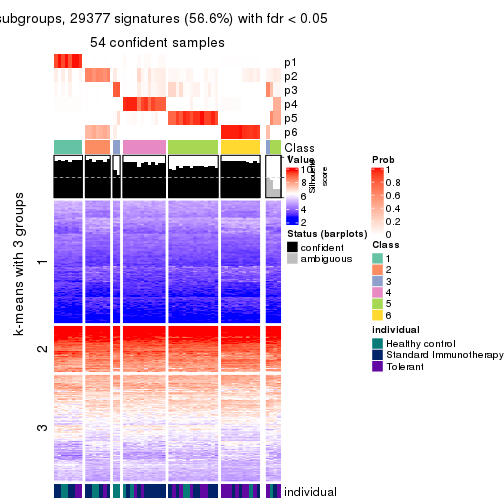 subgroups, 29377 signatures (56.6%) with fdr < 0.05
54 confident samples
p1
p2
p3
p4
p5
p6
Class
Silhouette score
1
2
3
k-means with 3 groups
individual
Value
10
8
6
4
2
Status (barplots)
confident
ambiguous
Prob
1
0.8
0.6
0.4
0.2
0
Class
1
2
3
4
5
6
individual
Healthy control
Standard Immunotherapy
Tolerant